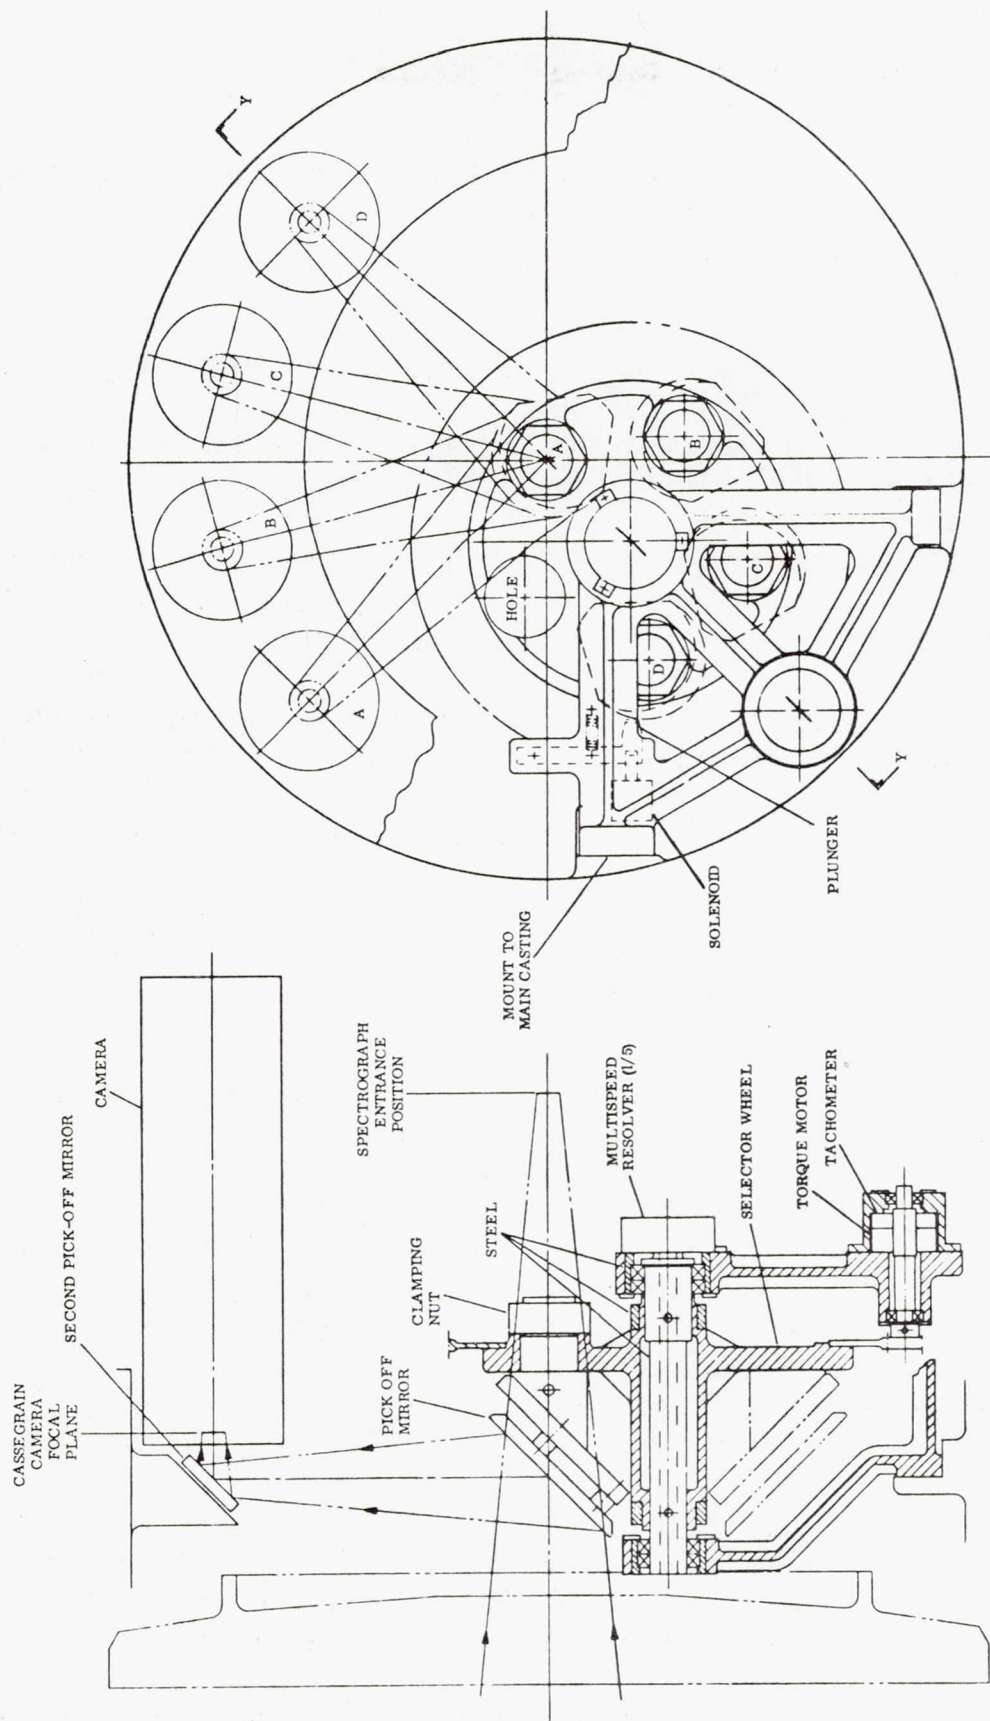 CASSEGRAIN
CAMERA
FOCAL
PLANE
SECOND PICK-OFF MIRROR
CAMERA
SPECTROGRAPH
ENTRANCE
POSITION
PICK OFF
MIRROR
CLAMPING
NUT
STEEL
MULTISPEED
RESOLVER (1/5)
SELECTOR WHEEL
TORQUE MOTOR
TACHOMETER
Y
A
B
C
D
HOLE
A
B
C
D
MOUNT TO
MAIN CASTING
SOLENOID
PLUNGER
Y